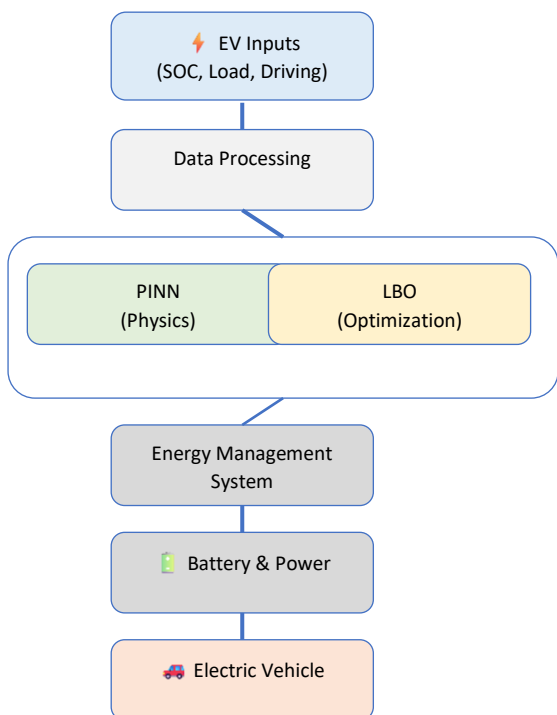 ⚡ EV Inputs
(SOC, Load, Driving)
Data Processing
PINN
(Physics)
LBO
(Optimization)
Energy Management
System
🔋 Battery & Power
🚗 Electric Vehicle